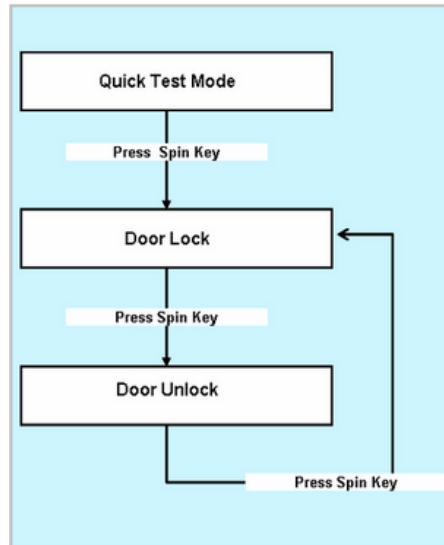 Quick Test Mode
Press Spin Key
Door Lock
Press Spin Key
Door Unlock
Press Spin Key